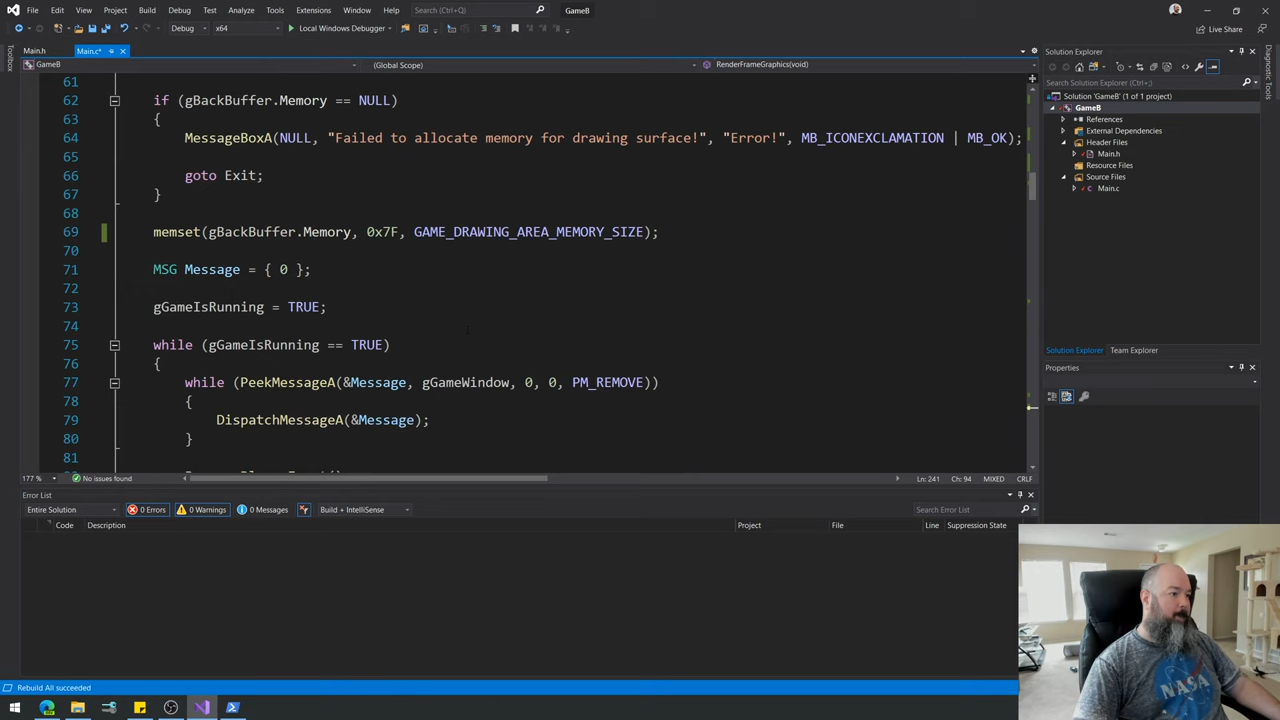 File Edit View Git Project Build Debug Test Analyze Tools Extensions Window Help Search (Ctrl+Q) GameB
Debug x64 Local Windows Debugger Live Share
Main.h Main.c*
GameB (Global Scope) RenderFrameGraphics(void)
61
62 if (gBackBuffer.Memory == NULL)
63 {
64 MessageBoxA(NULL, "Failed to allocate memory for drawing surface!", "Error!", MB_ICONEXCLAMATION | MB_OK);
65
66 goto Exit;
67 }
68
69 memset(gBackBuffer.Memory, 0x7F, GAME_DRAWING_AREA_MEMORY_SIZE);
70
71 MSG Message = { 0 };
72
73 gGameIsRunning = TRUE;
74
75 while (gGameIsRunning == TRUE)
76 {
77 while (PeekMessageA(&Message, gGameWindow, 0, 0, PM_REMOVE))
78 {
79 DispatchMessageA(&Message);
80 }
81
177 % No issues found Ln: 241 Ch: 94 MIXED CRLF
Error List
Entire Solution 0 Errors 0 Warnings 0 Messages Build + IntelliSense Search Error List
Code Description Project File Line Suppression State
Rebuild All succeeded
Solution Explorer
Search Solution Explorer (Ctrl+;)
Solution 'GameB' (1 of 1 project)
GameB
References
External Dependencies
Header Files
Main.h
Resource Files
Source Files
Main.c
Solution Explorer Team Explorer
Properties
Toolbox
Diagnostic Tools
NASA